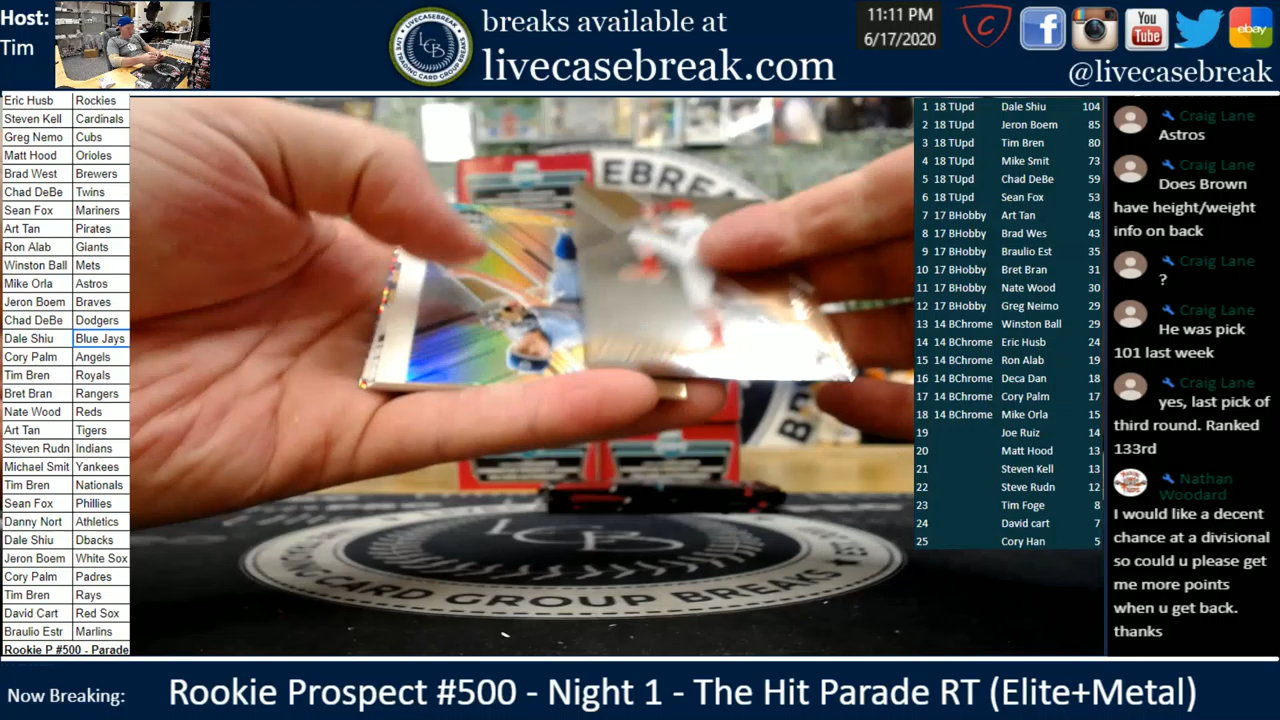 Host:
Tim
LCB
LIVECASEBREAK
TRADING CARD GROUP BREAKS
breaks available at
livecasebreak.com
11:11 PM
6/17/2020
You
Tube
ebay
@livecasebreak
Eric Husb Rockies
Steven Kell Cardinals
Greg Nemo Cubs
Matt Hood Orioles
Brad West Brewers
Chad DeBe Twins
Sean Fox Mariners
Art Tan Pirates
Ron Alab Giants
Winston Ball Mets
Mike Orla Astros
Jeron Boem Braves
Chad DeBe Dodgers
Dale Shiu Blue Jays
Cory Palm Angels
Tim Bren Royals
Bret Bran Rangers
Nate Wood Reds
Art Tan Tigers
Steven Rudn Indians
Michael Smit Yankees
Tim Bren Nationals
Sean Fox Phillies
Danny Nort Athletics
Dale Shiu Dbacks
Jeron Boem White Sox
Cory Palm Padres
Tim Bren Rays
David Cart Red Sox
Braulio Estr Marlins
Rookie P #500 - Parade
EBREA
LCB
CARD GROUP BREAKS
1 18 TUpd Dale Shiu 104
2 18 TUpd Jeron Boem 85
3 18 TUpd Tim Bren 80
4 18 TUpd Mike Smit 73
5 18 TUpd Chad DeBe 59
6 18 TUpd Sean Fox 53
7 17 BHobby Art Tan 48
8 17 BHobby Brad Wes 43
9 17 BHobby Braulio Est 35
10 17 BHobby Bret Bran 31
11 17 BHobby Nate Wood 30
12 17 BHobby Greg Neimo 29
13 14 BChrome Winston Ball 29
14 14 BChrome Eric Husb 24
15 14 BChrome Ron Alab 19
16 14 BChrome Deca Dan 18
17 14 BChrome Cory Palm 17
18 14 BChrome Mike Orla 15
19 Joe Ruiz 14
20 Matt Hood 13
21 Steven Kell 13
22 Steve Rudn 12
23 Tim Foge 8
24 David cart 7
25 Cory Han 5
Craig Lane
Astros
Craig Lane
Does Brown
have height/weight
info on back
Craig Lane
?
Craig Lane
He was pick
101 last week
Craig Lane
yes, last pick of
third round. Ranked
133rd
Nathan
Woodard
I would like a decent
chance at a divisional
so could u please get
me more points
when u get back.
thanks
Now Breaking:
Rookie Prospect #500 - Night 1 - The Hit Parade RT (Elite+Metal)